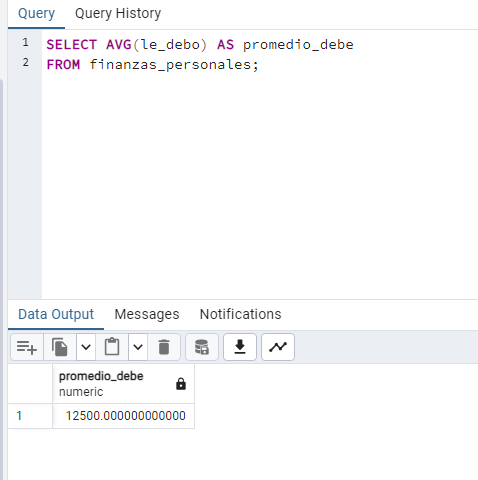 Query Query History
1 SELECT AVG(le_debo) AS promedio_debe
2 FROM finanzas_personales;
Data Output Messages Notifications
promedio_debe
numeric
1 12500.000000000000